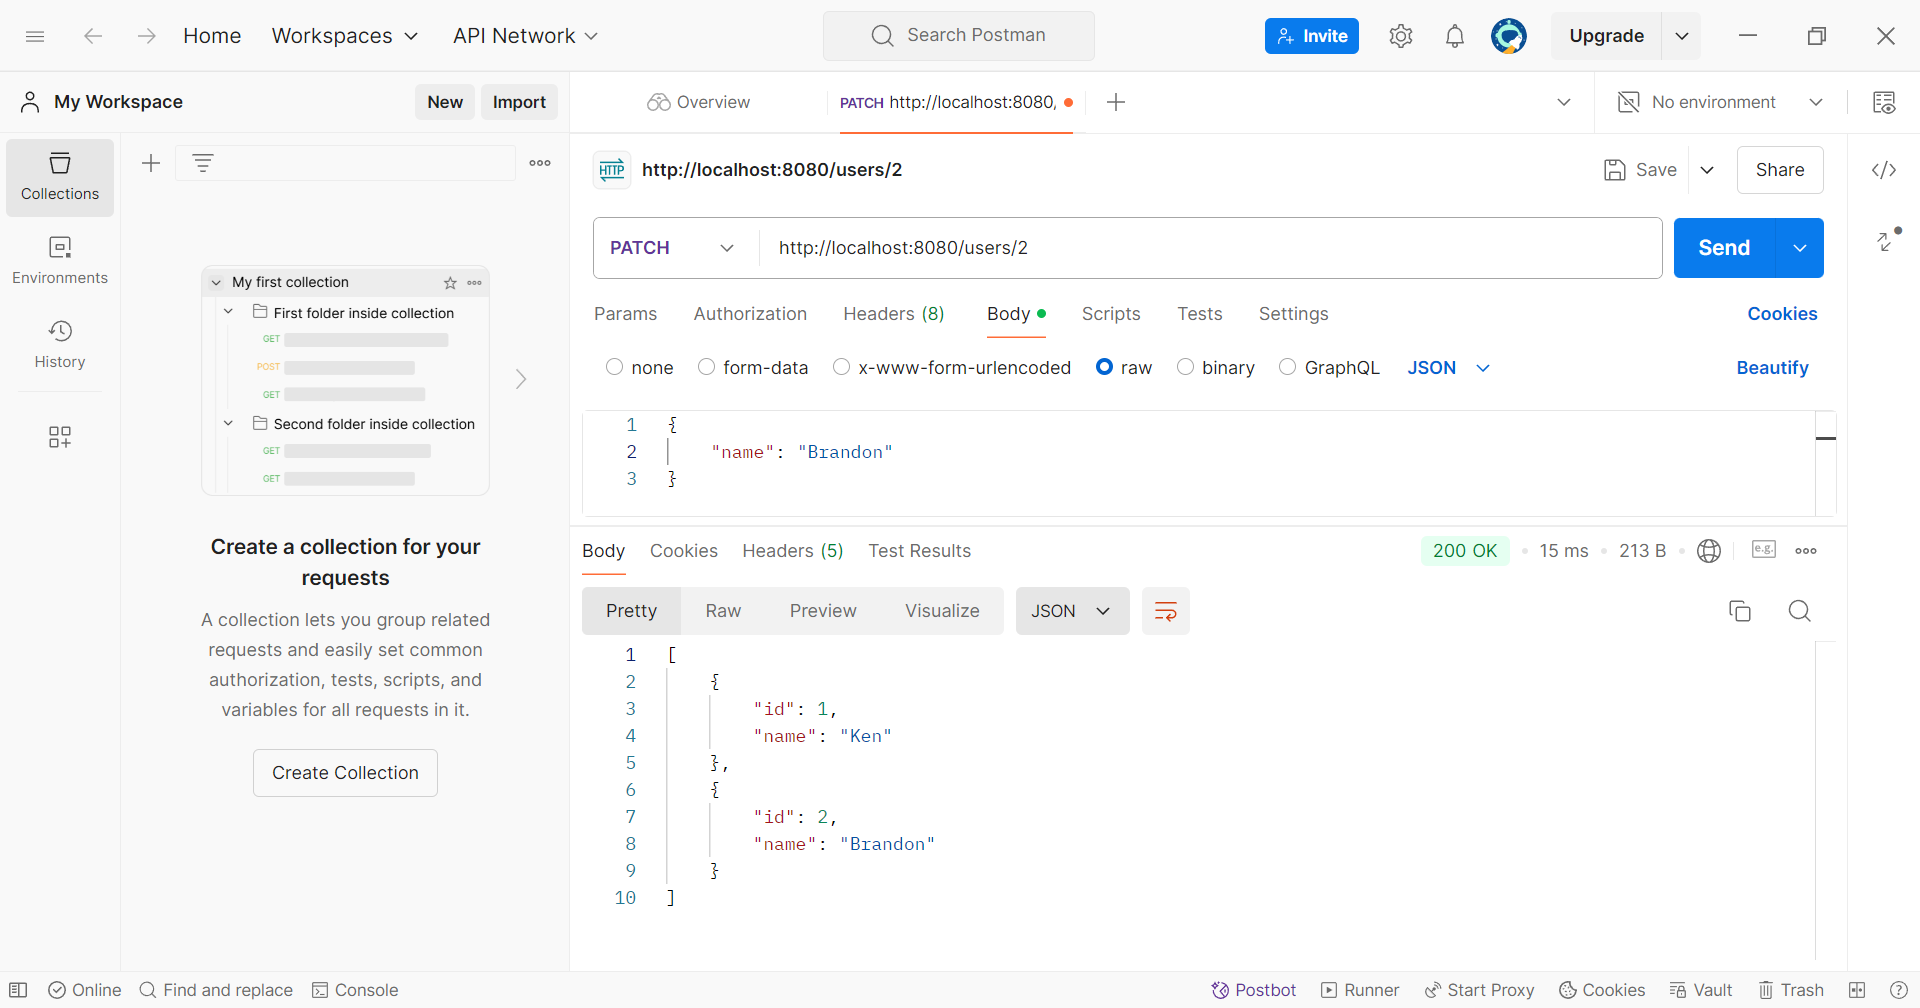 Home Workspaces API Network Search Postman Invite Upgrade
My Workspace New Import Overview PATCH http://localhost:8080, No environment
Collections
Environments
History
My first collection
First folder inside collection
GET
POST
GET
Second folder inside collection
GET
GET
Create a collection for your
requests
A collection lets you group related
requests and easily set common
authorization, tests, scripts, and
variables for all requests in it.
Create Collection
HTTP http://localhost:8080/users/2 Save Share
PATCH http://localhost:8080/users/2 Send
Params Authorization Headers (8) Body Scripts Tests Settings Cookies
none form-data x-www-form-urlencoded raw binary GraphQL JSON Beautify
1 {
2 "name": "Brandon"
3 }
Body Cookies Headers (5) Test Results 200 OK 15 ms 213 B e.g.
Pretty Raw Preview Visualize JSON
1 [
2 {
3 "id": 1,
4 "name": "Ken"
5 },
6 {
7 "id": 2,
8 "name": "Brandon"
9 }
10 ]
Online Find and replace Console Postbot Runner Start Proxy Cookies Vault Trash